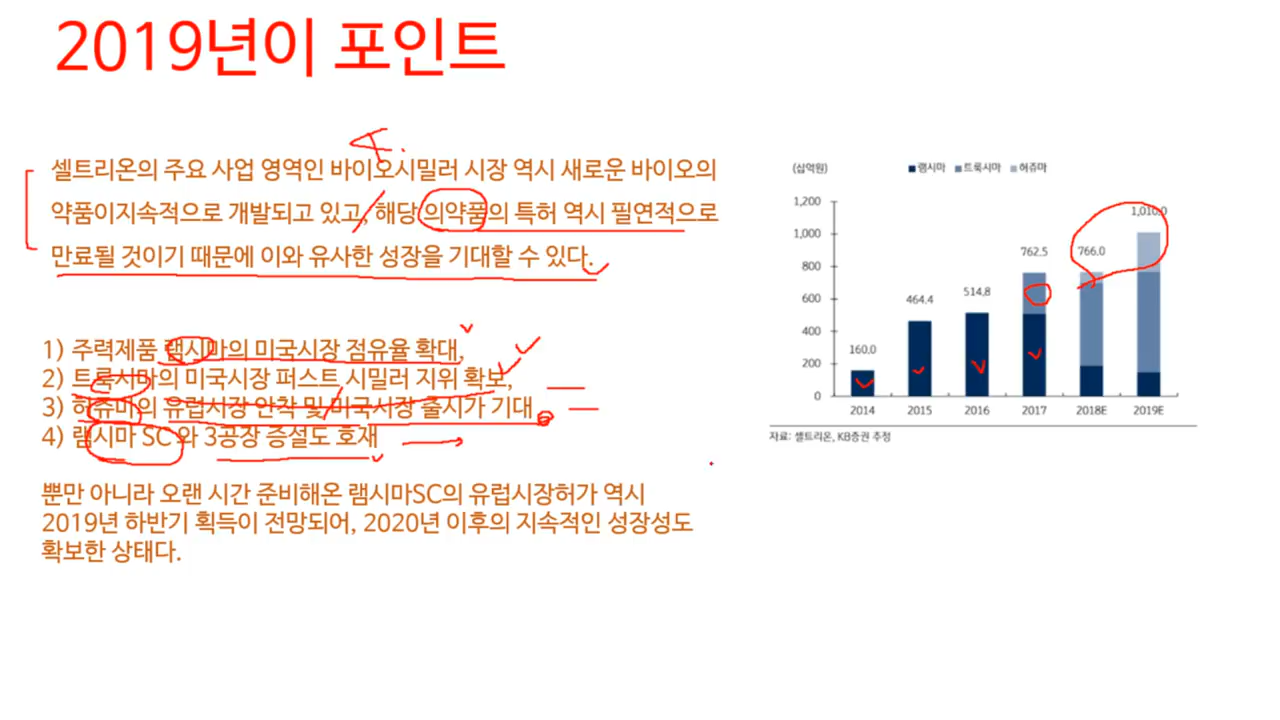 2019년이 포인트
셀트리온의 주요 사업 영역인 바이오시밀러 시장 역시 새로운 바이오의
약품이지속적으로 개발되고 있고, 해당 의약품의 특허 역시 필연적으로
만료될 것이기 때문에 이와 유사한 성장을 기대할 수 있다.
1) 주력제품 램시마의 미국시장 점유율 확대,
2) 트룩시마의 미국시장 퍼스트 시밀러 지위 확보,
3) 허쥬마의 유럽시장 안착 및 미국시장 출시가 기대
4) 램시마 SC 와 3공장 증설도 호재
뿐만 아니라 오랜 시간 준비해온 램시마SC의 유럽시장허가 역시
2019년 하반기 획득이 전망되어, 2020년 이후의 지속적인 성장성도
확보한 상태다.
(십억원)
램시마 트룩시마 허쥬마
1,200
1,000
800
600
400
200
0
160.0
464.4
514.8
762.5
766.0
1,010.0
2014 2015 2016 2017 2018E 2019E
자료: 셀트리온, KB증권 추정